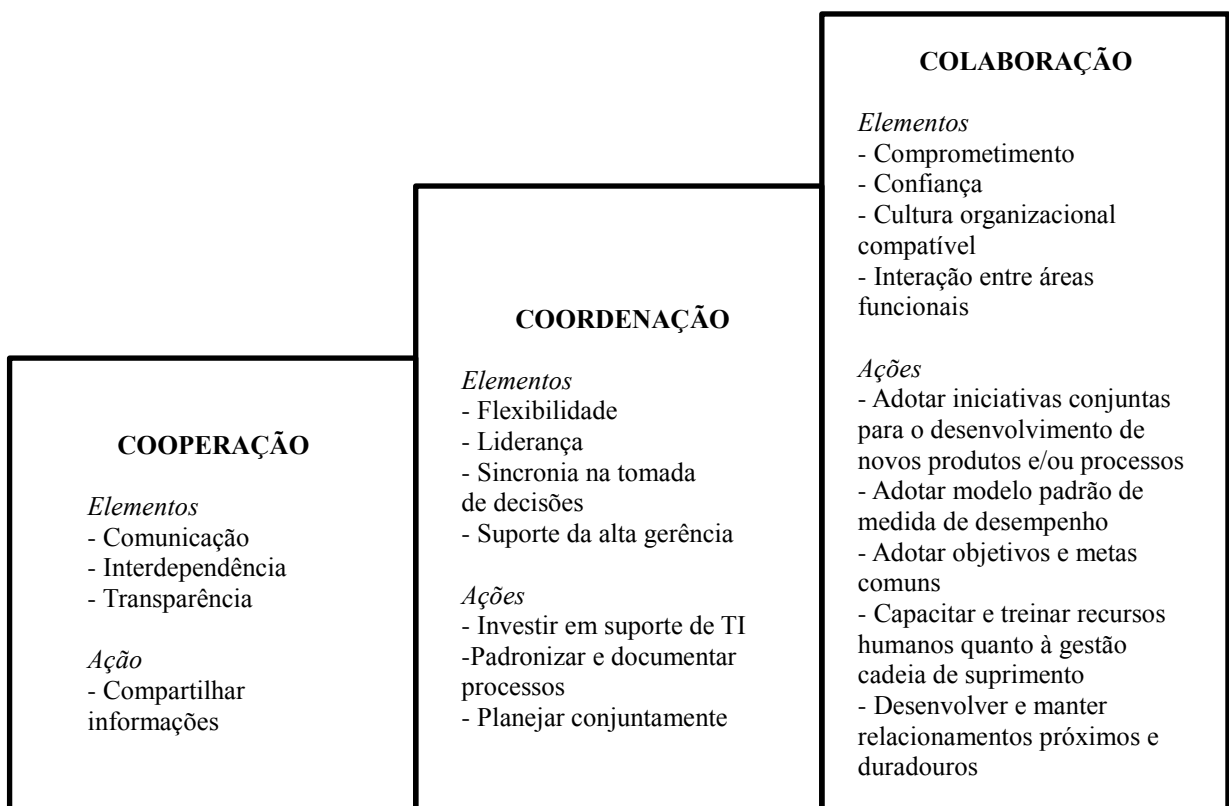 COOPERAÇÃO
Elementos
- Comunicação
- Interdependência
- Transparência
Ação
- Compartilhar
informações
COORDENAÇÃO
Elementos
- Flexibilidade
- Liderança
- Sincronia na tomada
de decisões
- Suporte da alta gerência
Ações
- Investir em suporte de TI
-Padronizar e documentar
processos
- Planejar conjuntamente
COLABORAÇÃO
Elementos
- Comprometimento
- Confiança
- Cultura organizacional
compatível
- Interação entre áreas
funcionais
Ações
- Adotar iniciativas conjuntas
para o desenvolvimento de
novos produtos e/ou processos
- Adotar modelo padrão de
medida de desempenho
- Adotar objetivos e metas
comuns
- Capacitar e treinar recursos
humanos quanto à gestão
cadeia de suprimento
- Desenvolver e manter
relacionamentos próximos e
duradouros